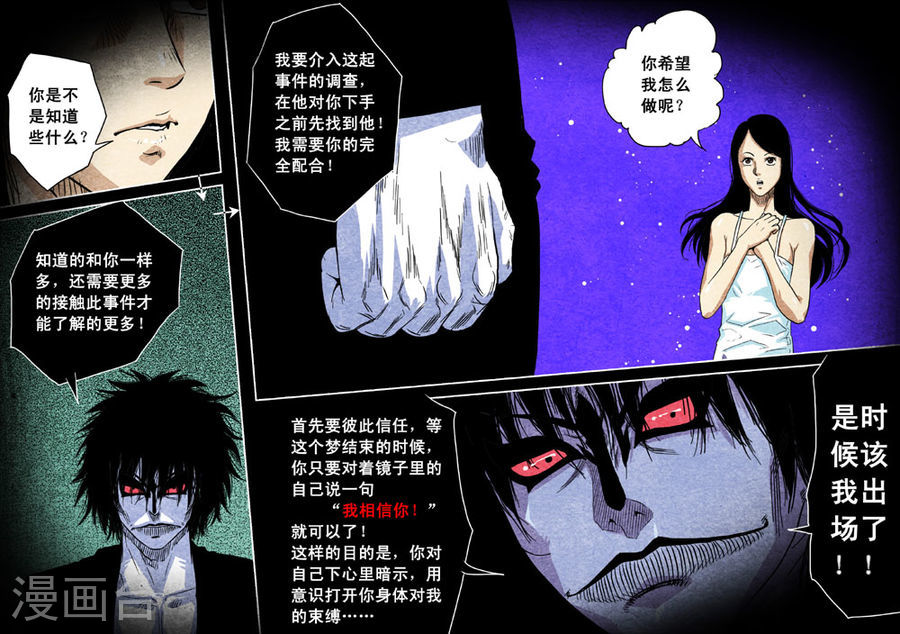 你是不
是知道
些什么？
知道的和你一样
多，还需要更多
的接触此事件才
能了解的更多！
我要介入这起
事件的调查，
在他对你下手
之前先找到他！
我需要你的完
全配合！
你希望
我怎么
做呢？
首先要彼此信任，等
这个梦结束的时候，
你只要对着镜子里的
自己说一句
“我相信你！”
就可以了！
这样的目的是，你对
自己下心里暗示，用
意识打开你身体对我
的束缚……
时该出了！
是候我场！
漫画台